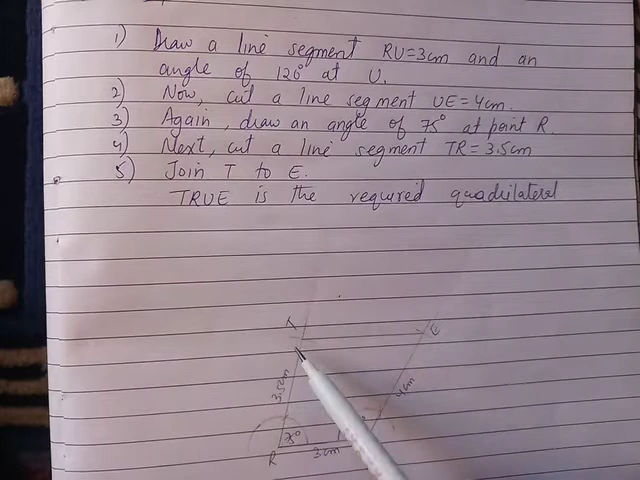 1) Draw a line segment RU=3cm and an
angle of 120° at U.
2) Now, cut a line segment UE=4cm.
3) Again, draw an angle of 75° at point R.
4) Next, cut a line segment TR=3.5cm
5) Join T to E.
TRUE is the required quadrilateral
T
E
3.5cm
4cm
75°
R
3cm